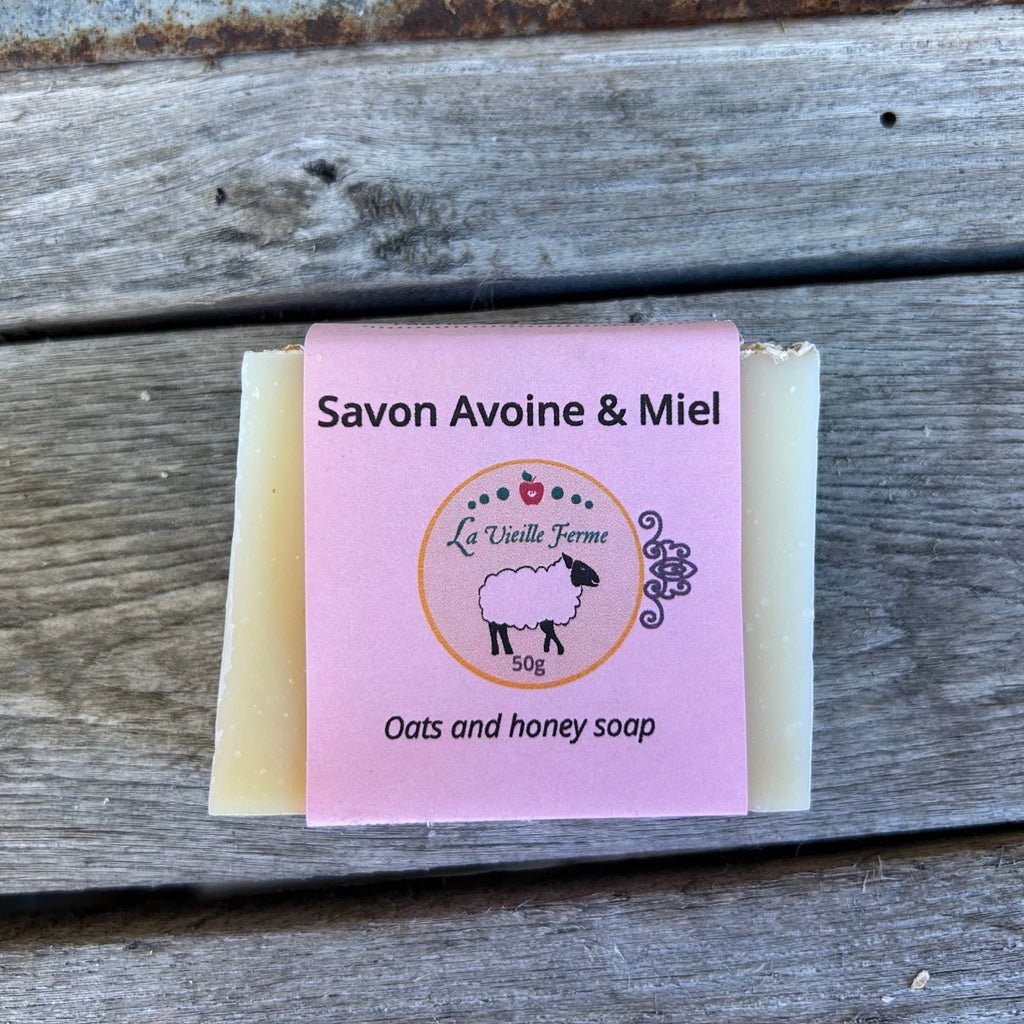 Savon Avoine & Miel
La Vieille Ferme
50g
Oats and honey soap